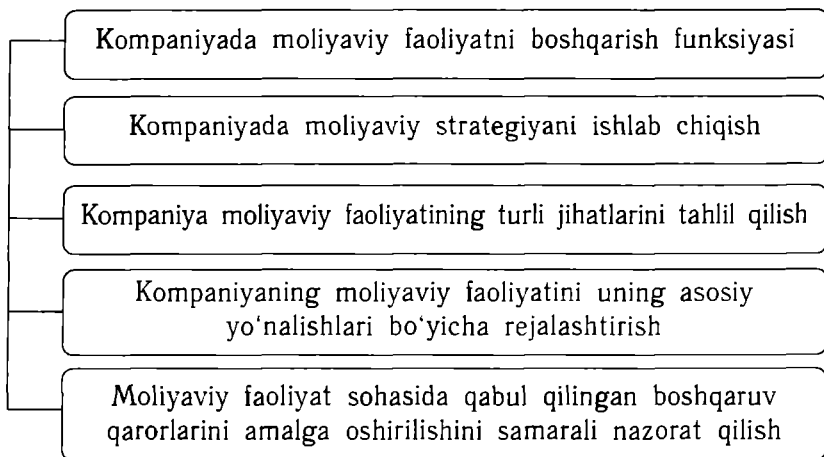 Kompaniyada moliyaviy faoliyatni boshqarish funksiyasi
Kompaniyada moliyaviy strategiyani ishlab chiqish
Kompaniya moliyaviy faoliyatining turli jihatlarini tahlil qilish
Kompaniyaning moliyaviy faoliyatini uning asosiy
yo‘nalishlari bo‘yicha rejalashtirish
Moliyaviy faoliyat sohasida qabul qilingan boshqaruv
qarorlarini amalga oshirilishini samarali nazorat qilish